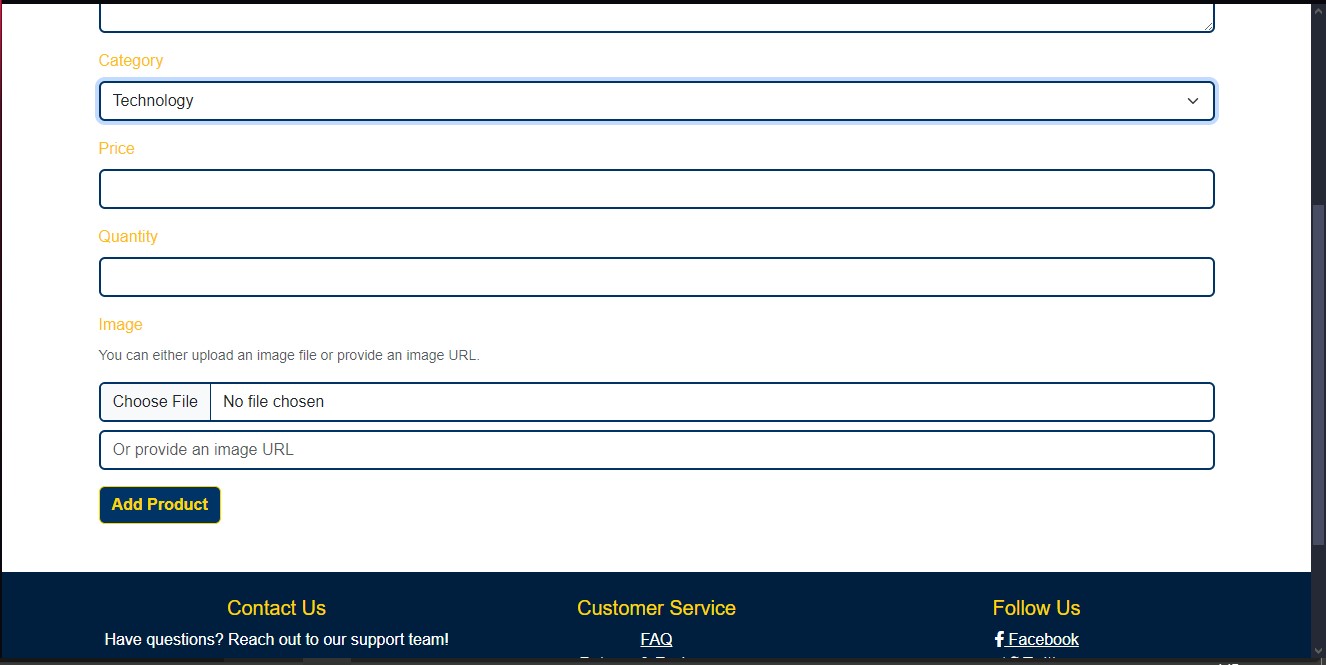 Category
Technology
Price
Quantity
Image
You can either upload an image file or provide an image URL.
Choose File No file chosen
Or provide an image URL
Add Product
Contact Us
Customer Service
Follow Us
Have questions? Reach out to our support team!
FAQ
Facebook